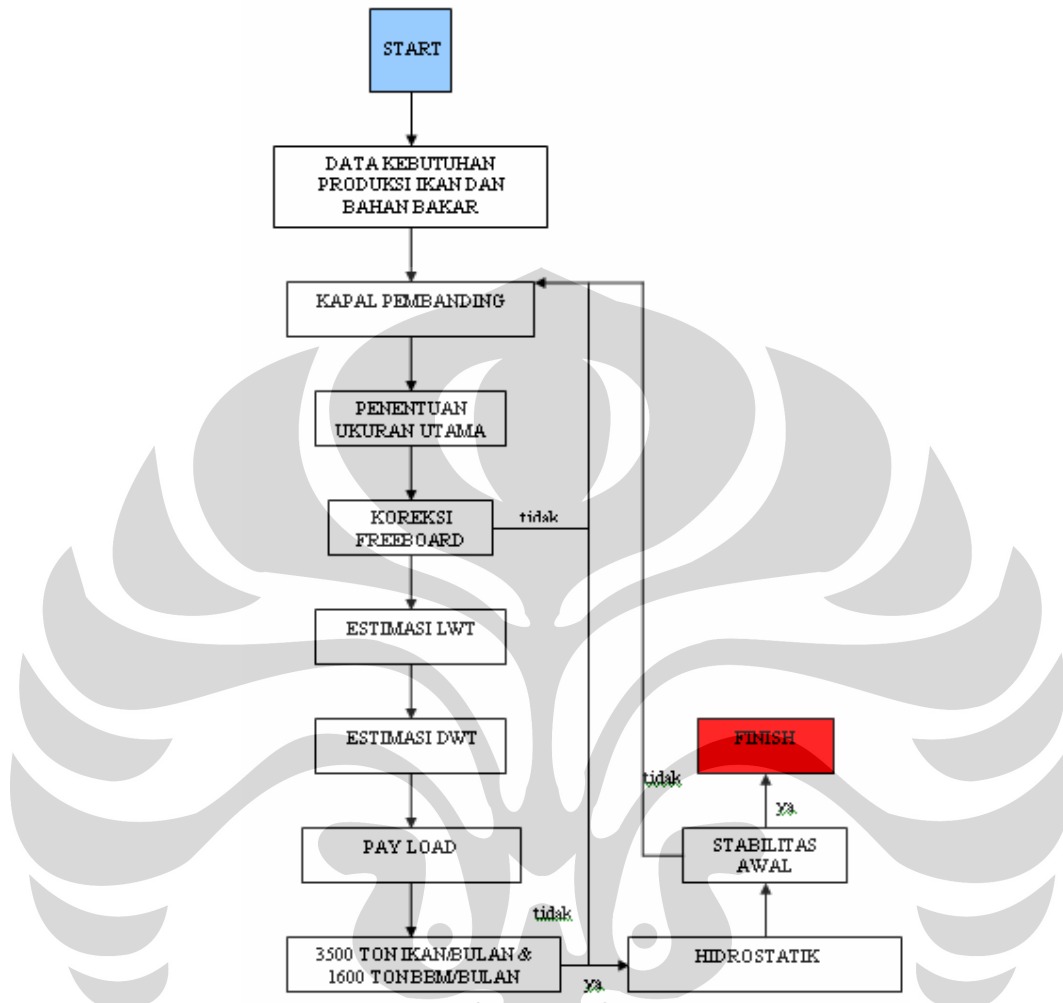 START
DATA KEBUTUHAN
PRODUKSI IKAN DAN
BAHAN BAKAR
KAPAL PEMBANDING
PENENTUAN
UKURAN UTAMA
KOREKSI
FREEBOARD
tidak
ESTIMASI LWT
ESTIMASI DWT
PAY LOAD
3500 TON IKAN/BULAN &
1600 TON BBM/BULAN
tidak
ya
HIDROSTATIK
STABILITAS
AWAL
tidak
ya
FINISH